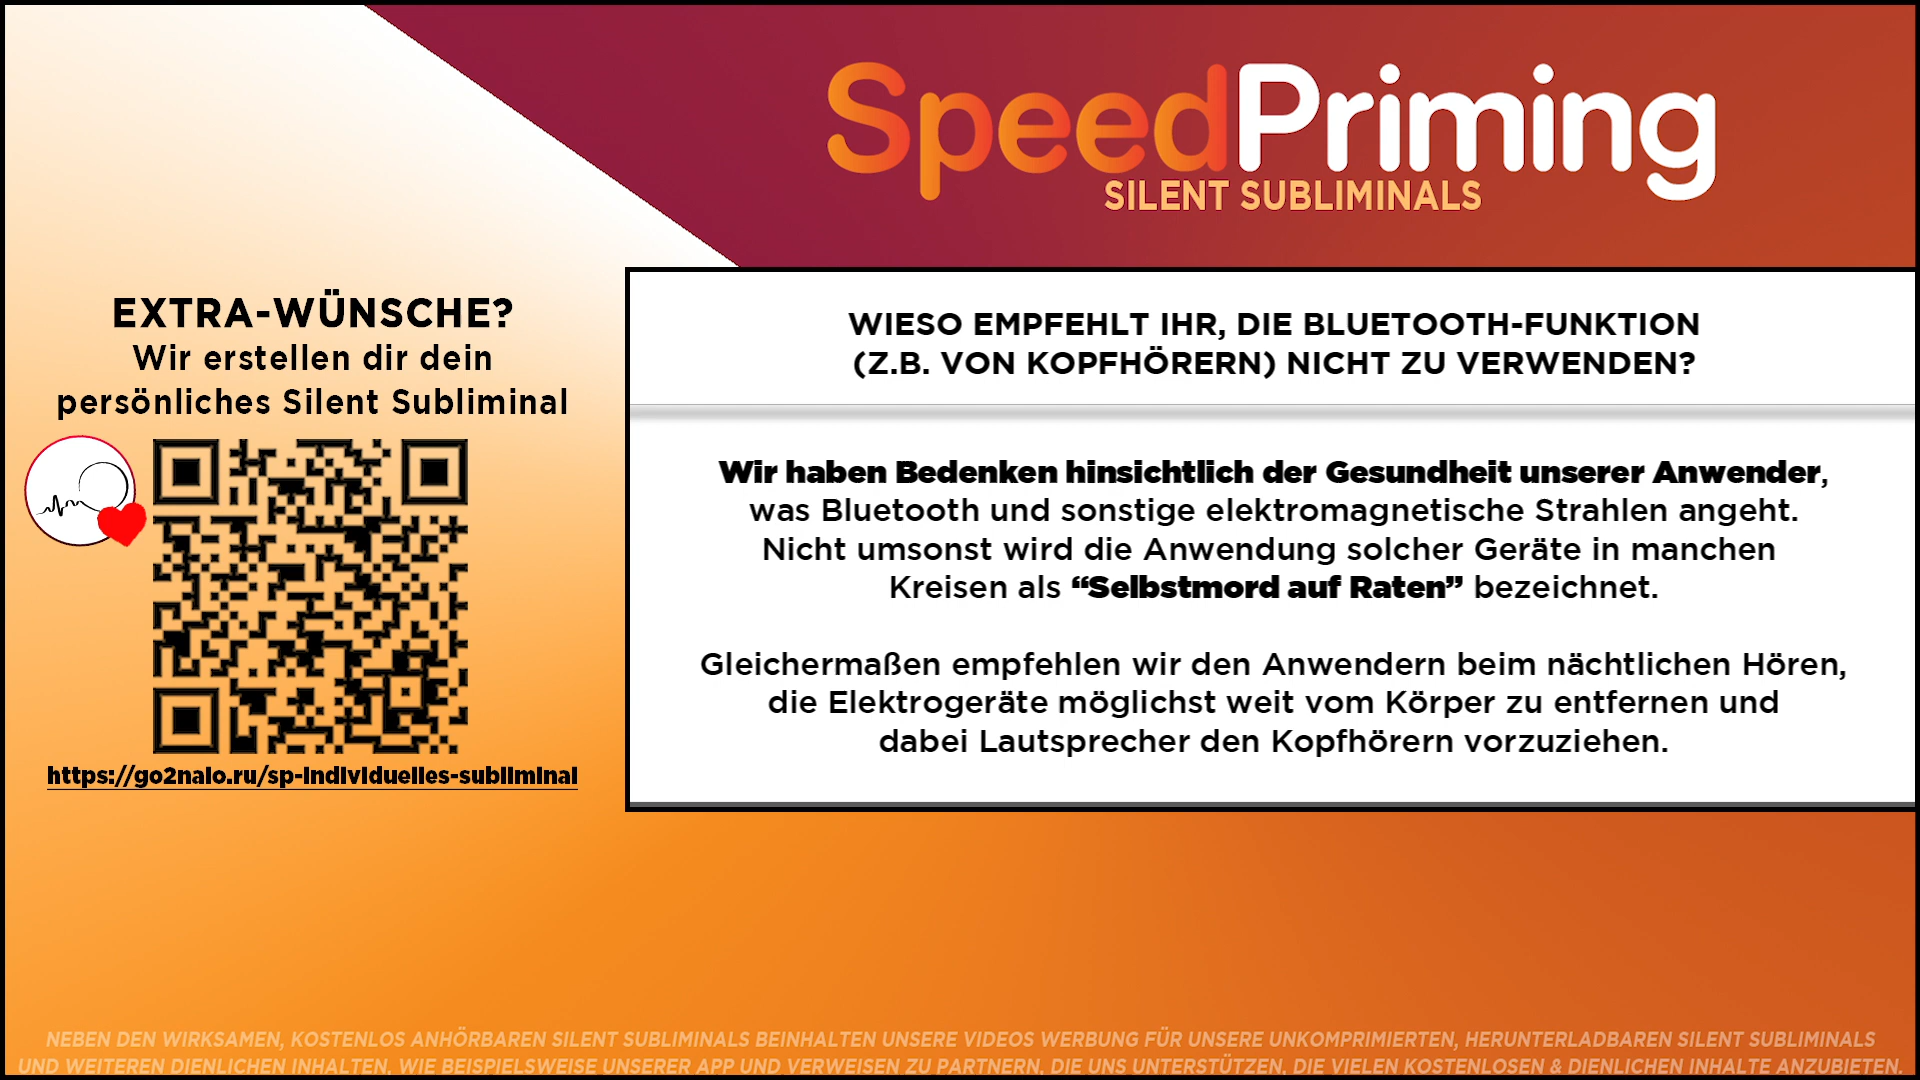 SpeedPriming
SILENT SUBLIMINALS
EXTRA-WÜNSCHE?
Wir erstellen dir dein
persönliches Silent Subliminal
https://go2nalo.ru/sp-individuelles-subliminal
WIESO EMPFEHLT IHR, DIE BLUETOOTH-FUNKTION
(Z.B. VON KOPFHÖRERN) NICHT ZU VERWENDEN?
Wir haben Bedenken hinsichtlich der Gesundheit unserer Anwender,
was Bluetooth und sonstige elektromagnetische Strahlen angeht.
Nicht umsonst wird die Anwendung solcher Geräte in manchen
Kreisen als “Selbstmord auf Raten” bezeichnet.
Gleichermaßen empfehlen wir den Anwendern beim nächtlichen Hören,
die Elektrogeräte möglichst weit vom Körper zu entfernen und
dabei Lautsprecher den Kopfhörern vorzuziehen.
NEBEN DEN WIRKSAMEN, KOSTENLOS ANHÖRBAREN SILENT SUBLIMINALS BEINHALTEN UNSERE VIDEOS WERBUNG FÜR UNSERE UNKOMPRIMIERTEN, HERUNTERLADBAREN SILENT SUBLIMINALS
UND WEITEREN DIENLICHEN INHALTEN, WIE BEISPIELSWEISE UNSERER APP UND VERWEISEN ZU PARTNERN, DIE UNS UNTERSTÜTZEN, DIE VIELEN KOSTENLOSEN & DIENLICHEN INHALTE ANZUBIETEN.